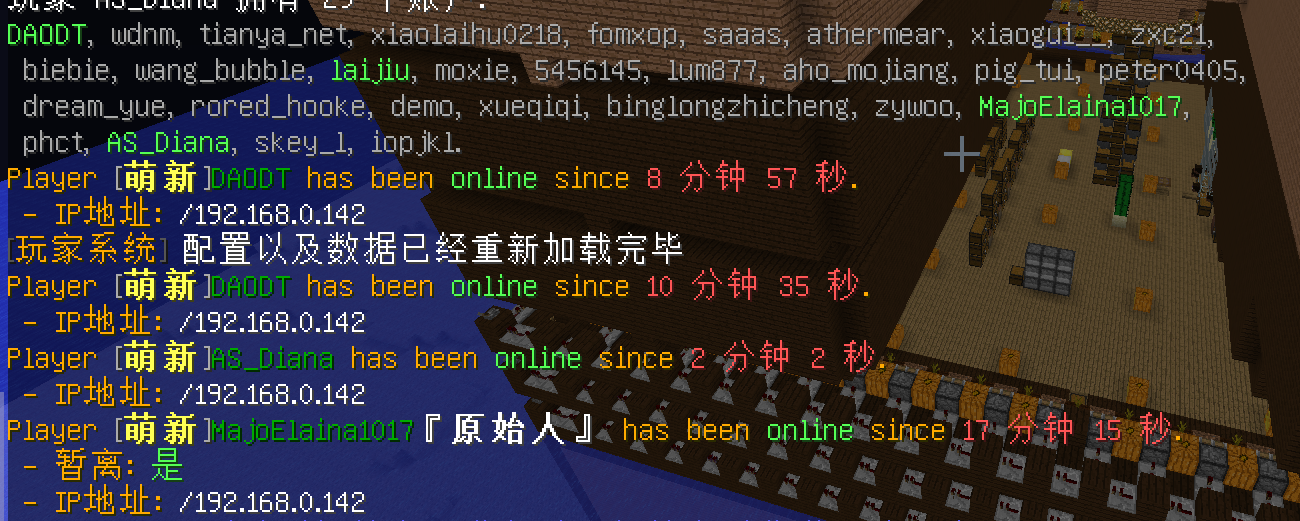 玩家 AS_Diana 拥有 29 个账户:
DAODT, wdnm, tianya_net, xiaolaihu0218, fomxop, saaas, athermear, xiaogui__, zxc21,
biebie, wang_bubble, laijiu, moxie, 5456145, lum877, aho_mojiang, pig_tui, peter0405,
dream_yue, rored_hooke, demo, xueqiqi, binglongzhicheng, zywoo, MajoElaina1017,
phct, AS_Diana, skey_l, iopjkl.
Player [萌新]DAODT has been online since 8 分钟 57 秒.
- IP地址: /192.168.0.142
[玩家系统] 配置以及数据已经重新加载完毕
Player [萌新]DAODT has been online since 10 分钟 35 秒.
- IP地址: /192.168.0.142
Player [萌新]AS_Diana has been online since 2 分钟 2 秒.
- IP地址: /192.168.0.142
Player [萌新]MajoElaina1017『原始人』 has been online since 17 分钟 15 秒.
- 暂离: 是
- IP地址: /192.168.0.142